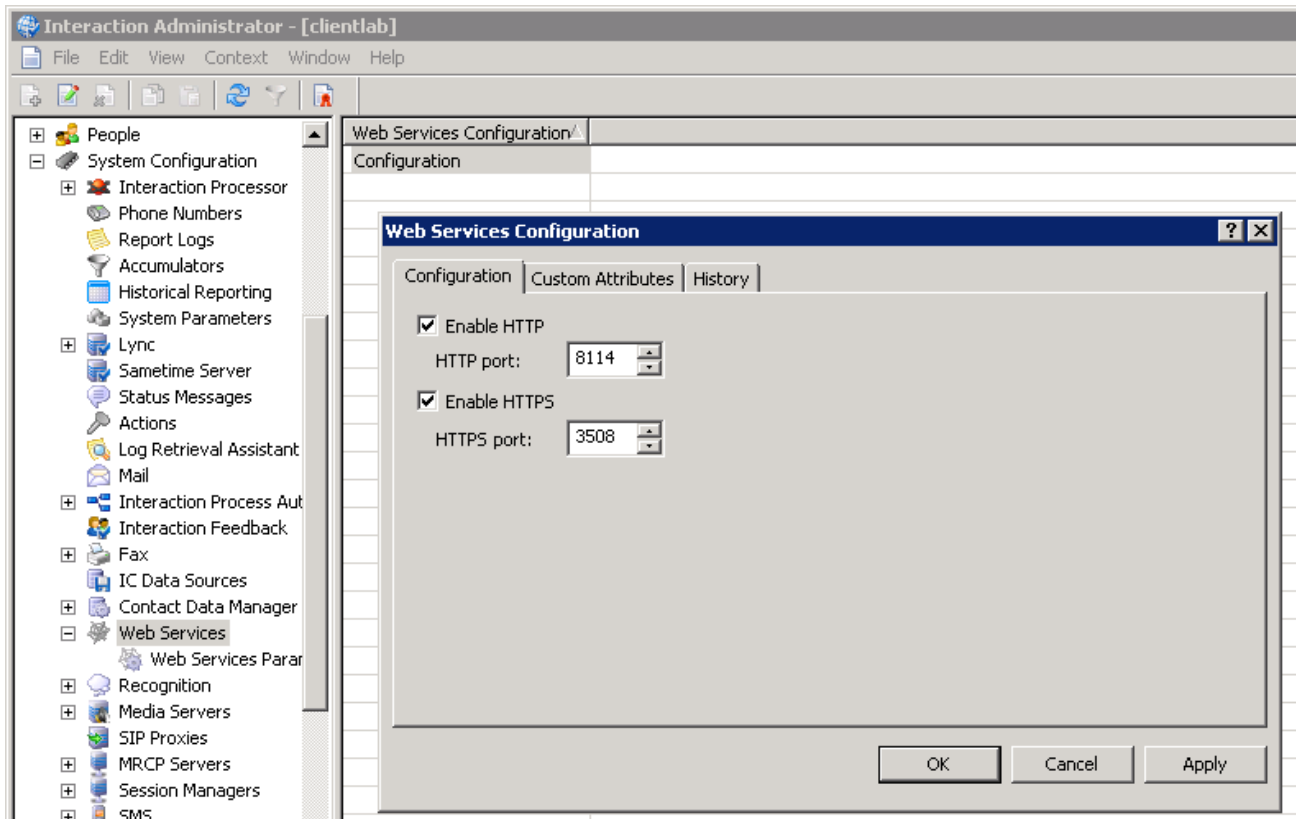 Interaction Administrator - [clientlab]
File Edit View Context Window Help
People
System Configuration
Interaction Processor
Phone Numbers
Report Logs
Accumulators
Historical Reporting
System Parameters
Lync
Sametime Server
Status Messages
Actions
Log Retrieval Assistant
Mail
Interaction Process Aut
Interaction Feedback
Fax
IC Data Sources
Contact Data Manager
Web Services
Web Services Parar
Recognition
Media Servers
SIP Proxies
MRCP Servers
Session Managers
SMS
Web Services Configuration
Configuration
Web Services Configuration
Configuration Custom Attributes History
Enable HTTP
HTTP port: 8114
Enable HTTPS
HTTPS port: 3508
OK Cancel Apply